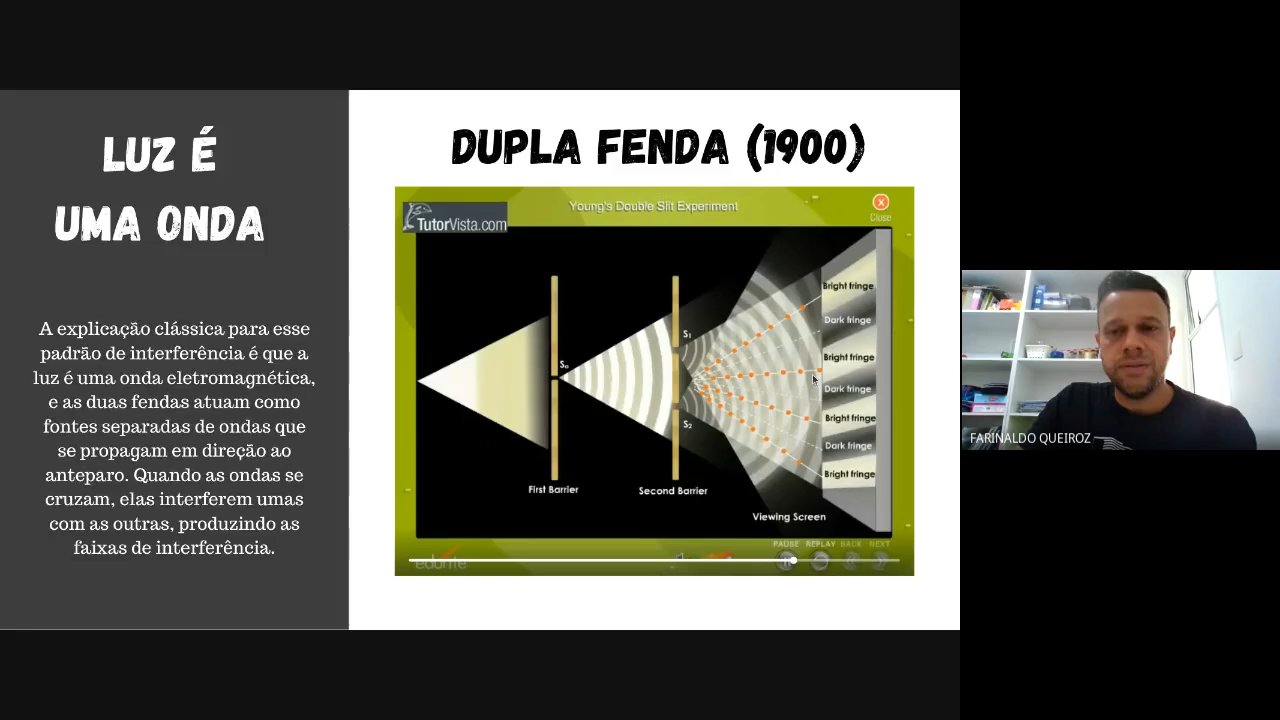 LUZ É
UMA ONDA
A explicação clássica para esse
padrão de interferência é que a
luz é uma onda eletromagnética,
e as duas fendas atuam como
fontes separadas de ondas que
se propagam em direção ao
anteparo. Quando as ondas se
cruzam, elas interferem umas
com as outras, produzindo as
faixas de interferência.
DUPLA FENDA (1900)
Young's Double Slit Experiment
TutorVista.com
X
Close
S₀
S₁
S₂
Bright fringe
Dark fringe
Bright fringe
Dark fringe
Bright fringe
Dark fringe
Bright fringe
First Barrier
Second Barrier
Viewing Screen
PAUSE REPLAY BACK NEXT
edurite
FARINALDO QUEIROZ